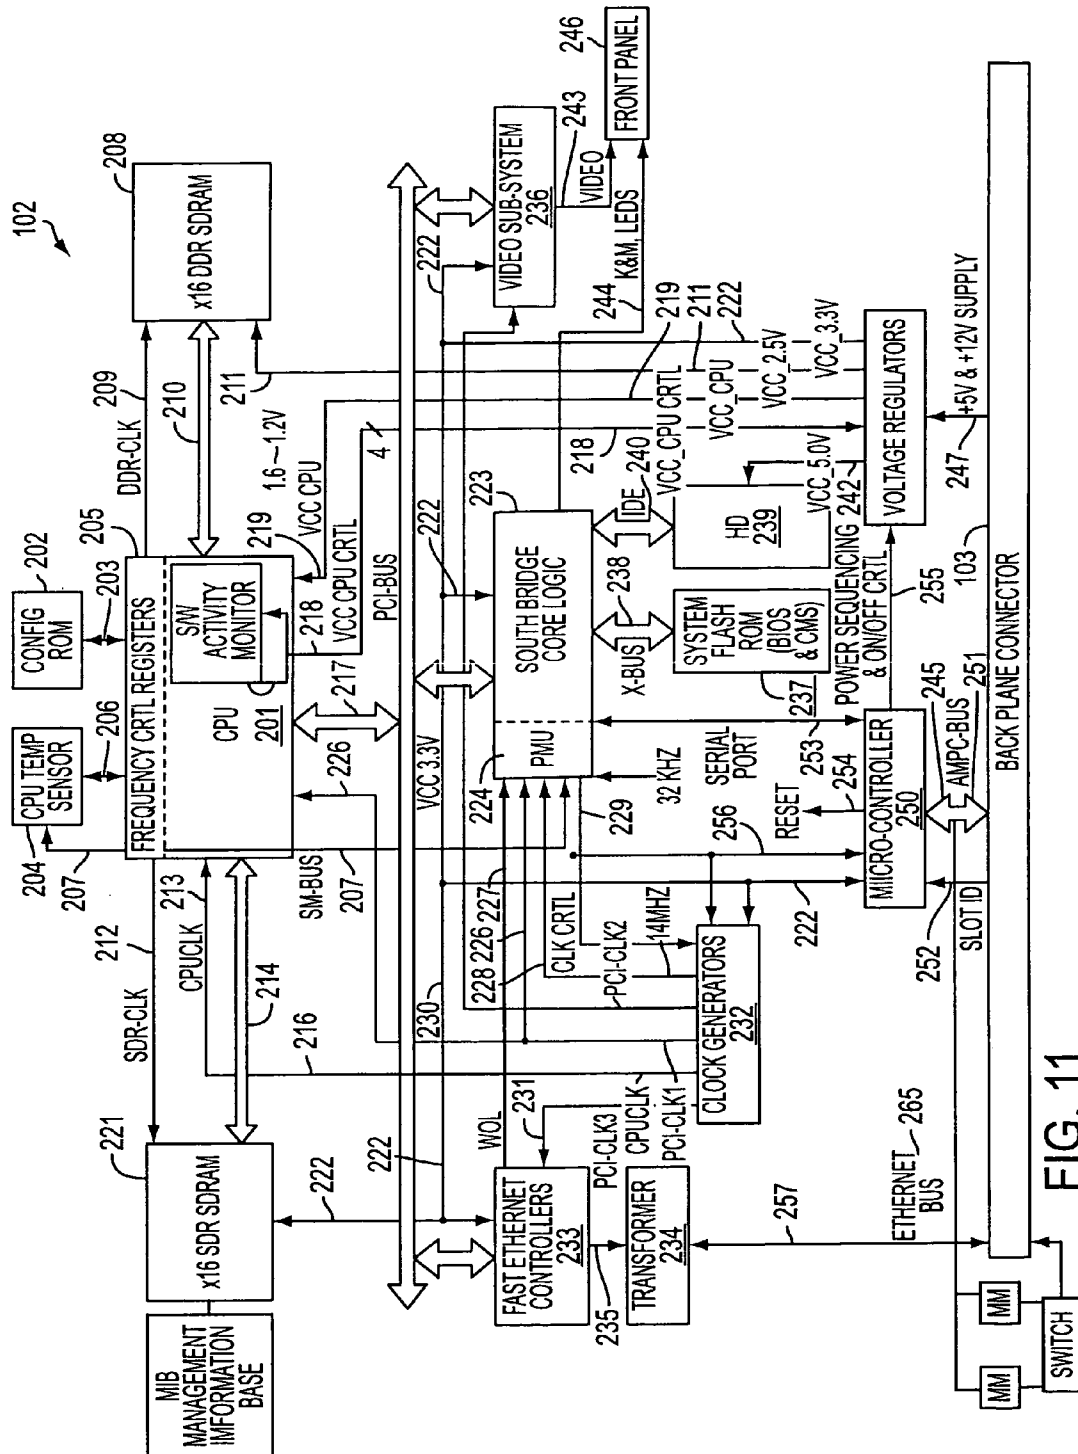 102
208
x16 DDR SDRAM
DDR-CLK
209
210
211
1.6 — 1.2V
202
CONFIG
ROM
203
205
204
CPU TEMP
SENSOR
206
207
FREQUENCY CRTL REGISTERS
S/W
ACTIVITY
MONITOR
CPU
201
219
VCC CPU
218
VCC CPU CRTL
4
217
226
SM-BUS
207
213
CPUCLK
212
SDR-CLK
214
216
221
x16 SDR SDRAM
MIB
MANAGEMENT
IMFORMATION
BASE
222
PCI-BUS
VCC 3.3V
222
VIDEO SUB-SYSTEM
236
243
VIDEO
FRONT PANEL
246
K&M, LEDS
244
222
223
SOUTH BRIDGE
CORE LOGIC
PMU
224
222
WOL
227
226
228
CLK CRTL
230
229
32 KHZ
PCI-CLK2
14MHZ
231
FAST ETHERNET
CONTROLLERS
233
235
TRANSFORMER
234
PCI-CLK3
CPUCLK
PCI-CLK1
CLOCK GENERATORS
232
X-BUS
238
IDE
240
SYSTEM
FLASH
ROM
(BIOS
& CMS)
237
HD
239
VCC_CPU CRTL
218
VCC_CPU
219
VCC_2.5V
211
VCC_3.3V
222
VCC_5.0V
242
VOLTAGE REGULATORS
+5V & +12V SUPPLY
247
POWER SEQUENCING
& ON/OFF CRTL
255
SERIAL
PORT
253
RESET
254
256
222
MIICRO-CONTROLLER
250
245
AMPC-BUS
251
252
SLOT ID
103
BACK PLANE CONNECTOR
257
ETHERNET
BUS
265
MM
MM
SWITCH
FIG. 11